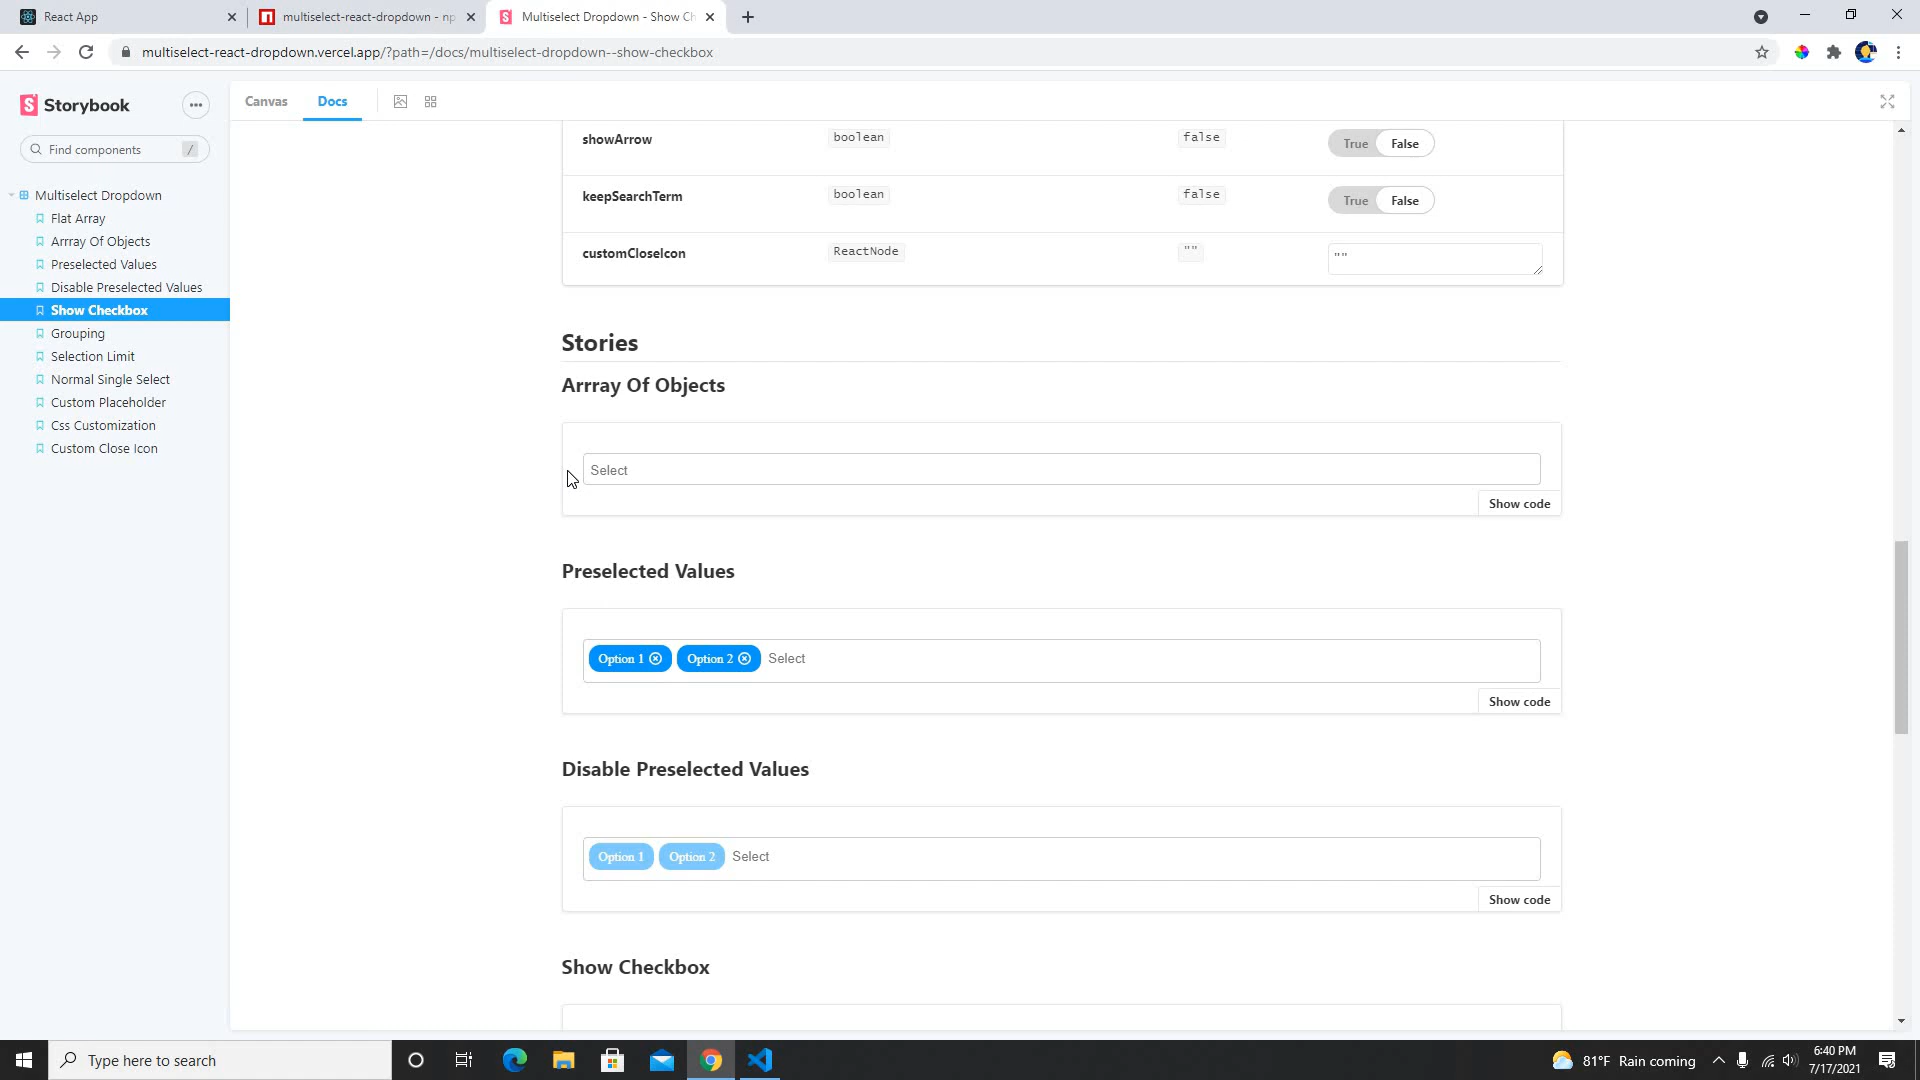 React App
multiselect-react-dropdown - np
Multiselect Dropdown - Show Ch
multiselect-react-dropdown.vercel.app/?path=/docs/multiselect-dropdown--show-checkbox
Storybook
Find components
/
Multiselect Dropdown
Flat Array
Arrray Of Objects
Preselected Values
Disable Preselected Values
Show Checkbox
Grouping
Selection Limit
Normal Single Select
Custom Placeholder
Css Customization
Custom Close Icon
Canvas
Docs
showArrow boolean false True False
keepSearchTerm boolean false True False
customCloseIcon ReactNode "" ""
Stories
Arrray Of Objects
Select
Show code
Preselected Values
Option 1 Option 2 Select
Show code
Disable Preselected Values
Option 1 Option 2 Select
Show code
Show Checkbox
Type here to search
81°F Rain coming
6:40 PM
7/17/2021